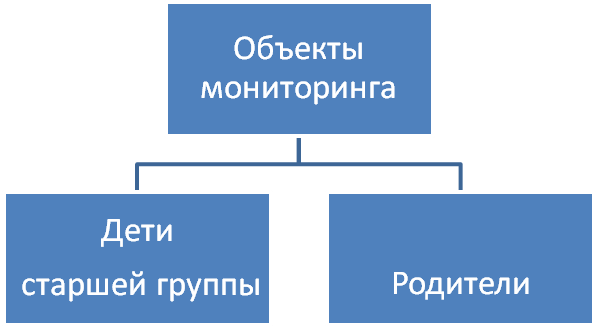 Объекты
мониторинга
Дети
старшей группы
Родители